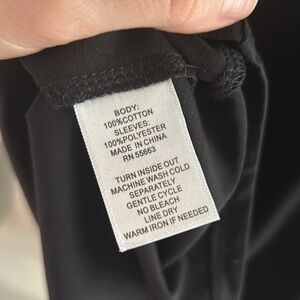 BODY:
100%COTTON
SLEEVES:
100%POLYESTER
MADE IN CHINA
RN 55663
TURN INSIDE OUT
MACHINE WASH COLD
SEPARATELY
GENTLE CYCLE
NO BLEACH
LINE DRY
WARM IRON IF NEEDED